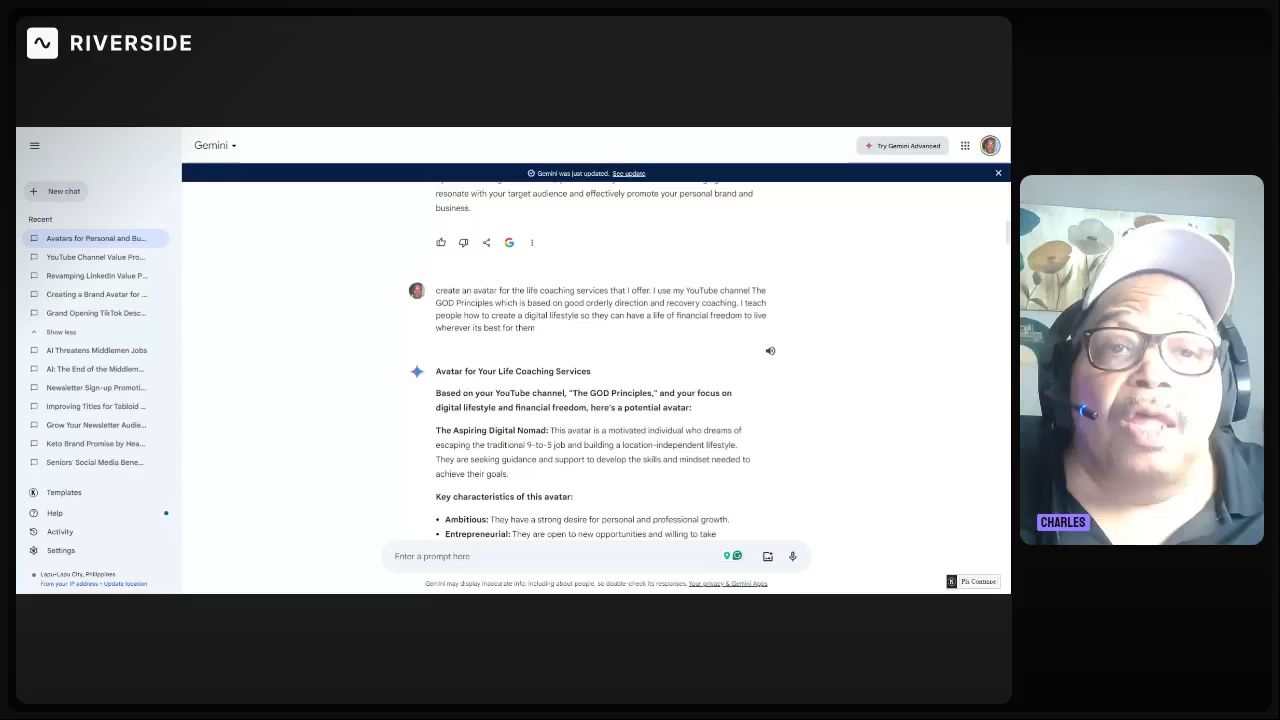 RIVERSIDE
Gemini
Try Gemini Advanced
Gemini was just updated. See update
New chat
Recent
Avatars for Personal and Bu...
YouTube Channel Value Pro...
Revamping LinkedIn Value P...
Creating a Brand Avatar for ...
Grand Opening TikTok Desc...
Show less
AI Threatens Middlemen Jobs
AI: The End of the Middlem...
Newsletter Sign-up Promoti...
Improving Titles for Tabloid ...
Grow Your Newsletter Audie...
Keto Brand Promise by Hea...
Seniors' Social Media Bene...
Templates
Help
Activity
Settings
Lapu-Lapu City, Philippines
From your IP address • Update location
resonate with your target audience and effectively promote your personal brand and
business.
create an avatar for the life coaching services that I offer. I use my YouTube channel The
GOD Principles which is based on good orderly direction and recovery coaching. I teach
people how to create a digital lifestyle so they can have a life of financial freedom to live
wherever its best for them
Avatar for Your Life Coaching Services
Based on your YouTube channel, "The GOD Principles," and your focus on
digital lifestyle and financial freedom, here's a potential avatar:
The Aspiring Digital Nomad: This avatar is a motivated individual who dreams of
escaping the traditional 9-to-5 job and building a location-independent lifestyle.
They are seeking guidance and support to develop the skills and mindset needed to
achieve their goals.
Key characteristics of this avatar:
• Ambitious: They have a strong desire for personal and professional growth.
• Entrepreneurial: They are open to new opportunities and willing to take
Enter a prompt here
Gemini may display inaccurate info, including about people, so double-check its responses. Your privacy & Gemini Apps
Pls Continue
CHARLES